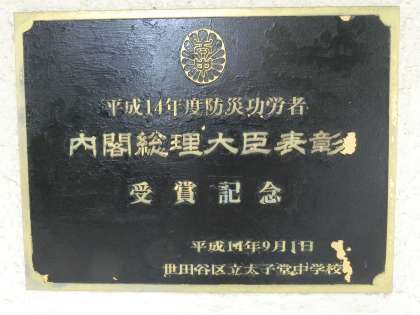 平成14年度防災功労者
内閣総理大臣表彰
受賞記念
平成14年9月1日
世田谷区立太子堂中学校